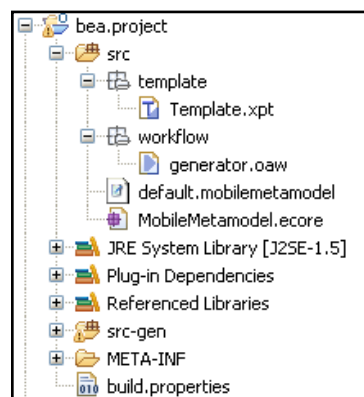 bea.project
src
template
Template.xpt
workflow
generator.oaw
default.mobilemetamodel
MobileMetamodel.ecore
JRE System Library [J2SE-1.5]
Plug-in Dependencies
Referenced Libraries
src-gen
META-INF
010 build.properties